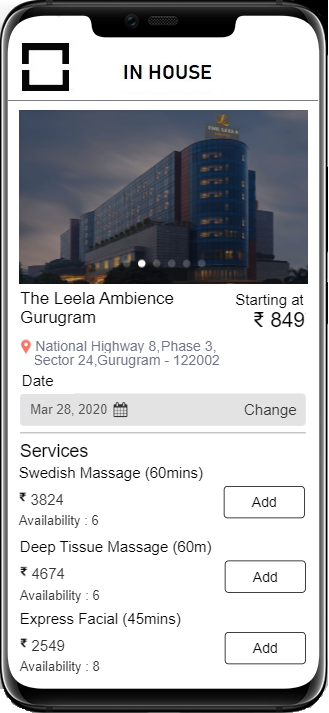 IN HOUSE
THE LEELA
The Leela Ambience
Gurugram
Starting at
₹ 849
National Highway 8,Phase 3,
Sector 24,Gurugram - 122002
Date
Mar 28, 2020
Change
Services
Swedish Massage (60mins)
₹ 3824
Add
Availability : 6
Deep Tissue Massage (60m)
₹ 4674
Add
Availability : 6
Express Facial (45mins)
₹ 2549
Add
Availability : 8